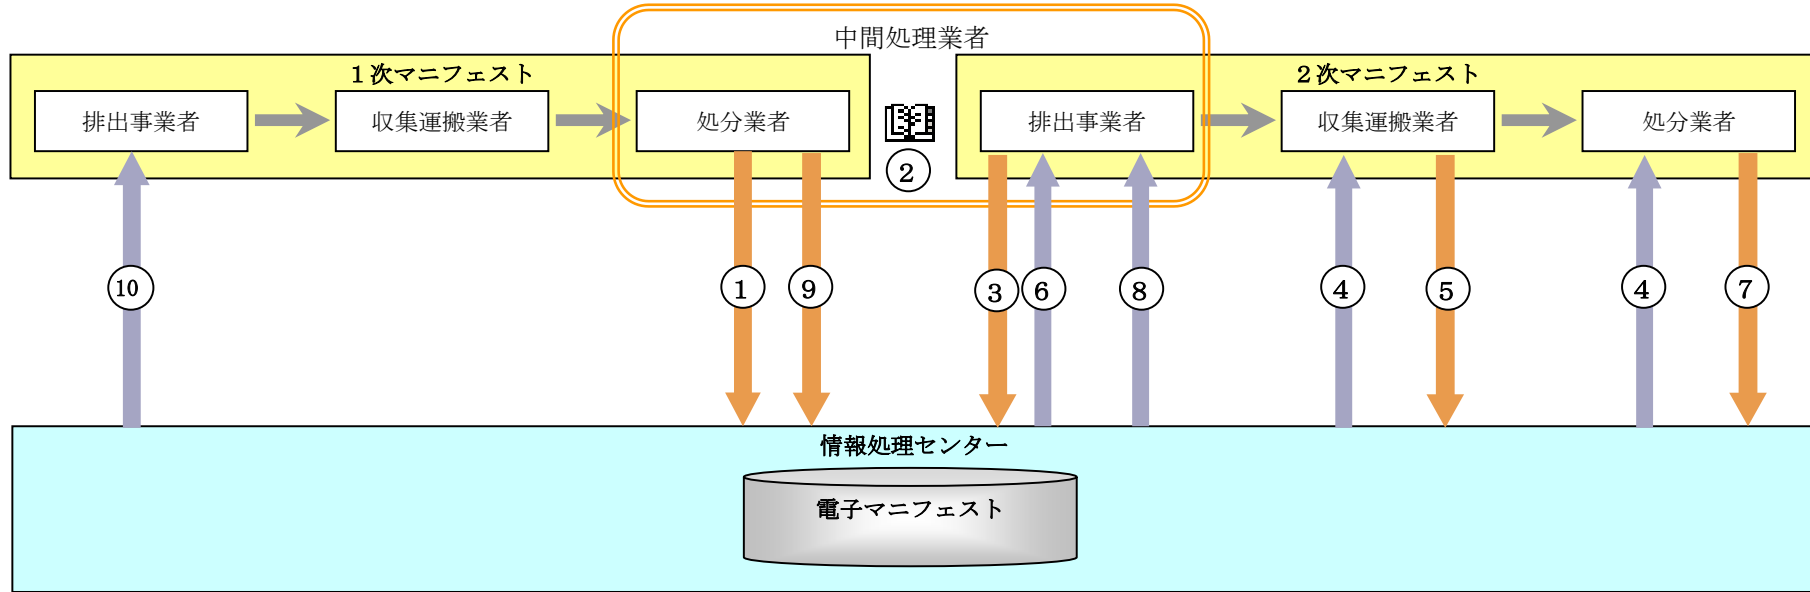 中間処理業者
１次マニフェスト
２次マニフェスト
排出事業者
収集運搬業者
処分業者
排出事業者
収集運搬業者
処分業者
②
⑩
①
⑨
③
⑥
⑧
④
⑤
④
⑦
情報処理センター
電子マニフェスト